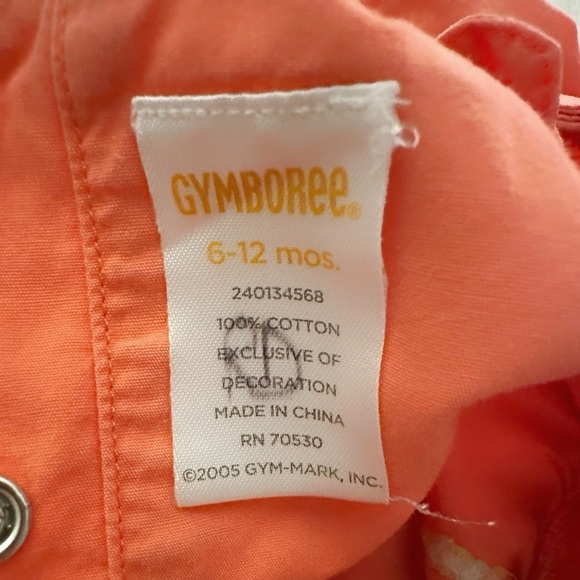 GYMBOREE®
6-12 mos.
240134568
100% COTTON
EXCLUSIVE OF
DECORATION
MADE IN CHINA
RN 70530
©2005 GYM-MARK, INC.